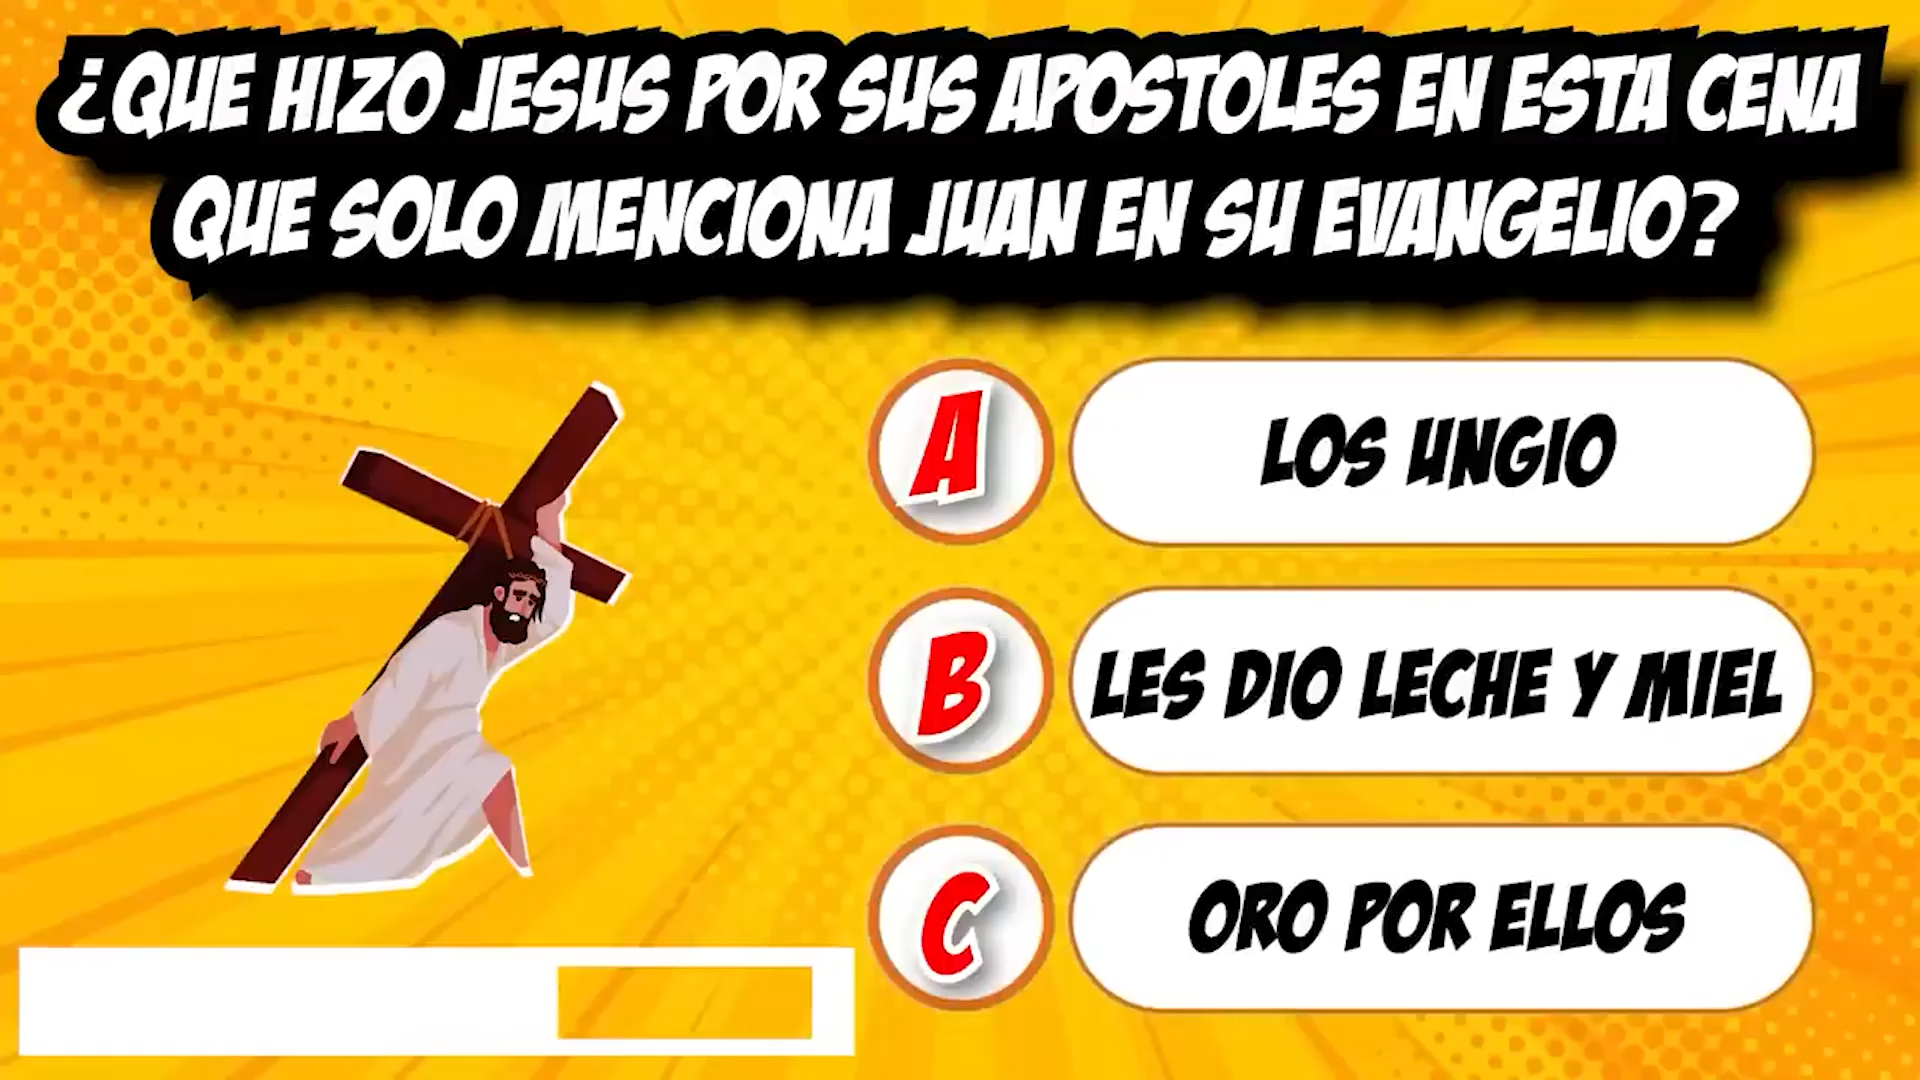 ¿QUE HIZO JESUS POR SUS APOSTOLES EN ESTA CENA
QUE SOLO MENCIONA JUAN EN SU EVANGELIO?
A LOS UNGIO
B LES DIO LECHE Y MIEL
C ORO POR ELLOS